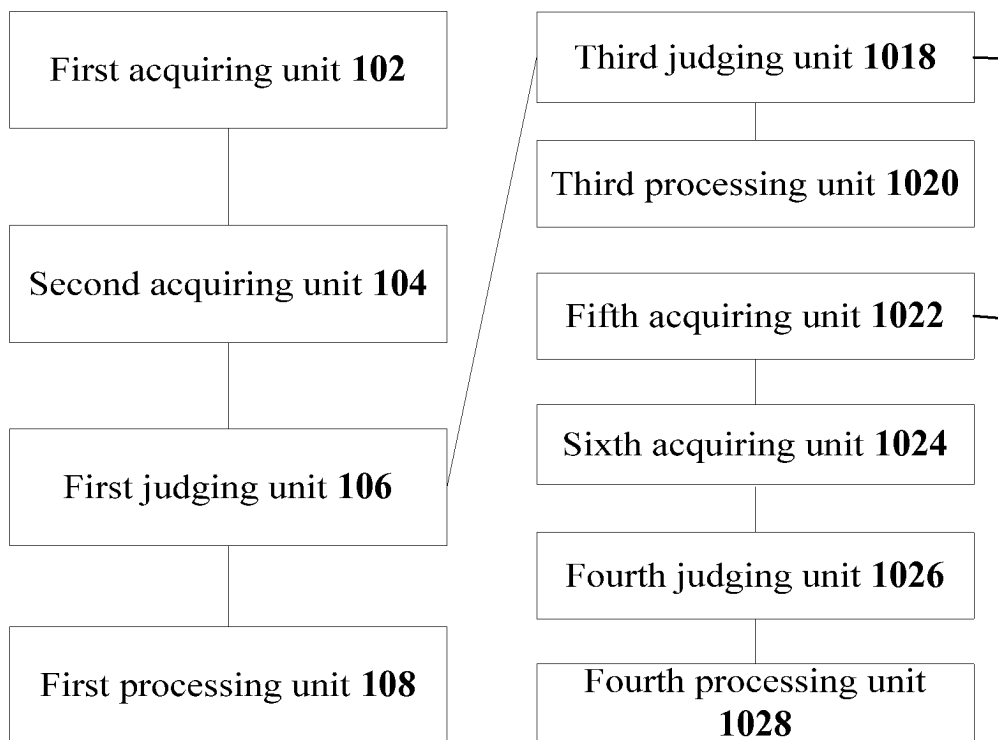 First acquiring unit 102
Second acquiring unit 104
First judging unit 106
First processing unit 108
Third judging unit 1018
Third processing unit 1020
Fifth acquiring unit 1022
Sixth acquiring unit 1024
Fourth judging unit 1026
Fourth processing unit
1028